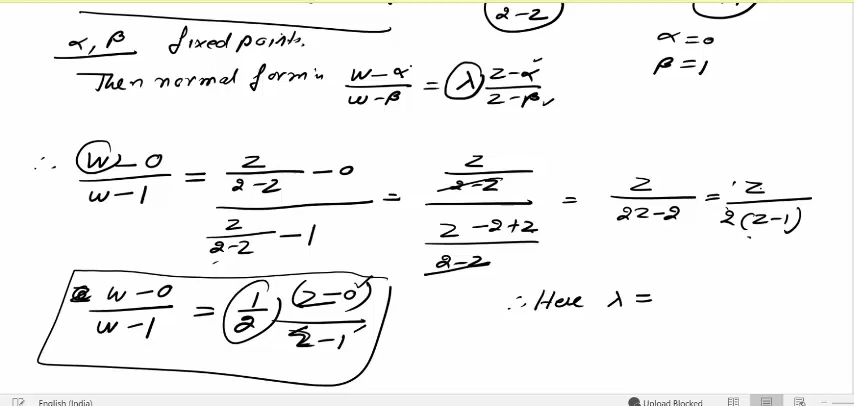 2-z
α, β fixed points.
α=0
β=1
Then normal form is (w-α)/(w-β) = λ (z-α)/(z-β)
∴ (w-0)/(w-1) = (z/(2-z) - 0)/(z/(2-z) - 1) = (z/(2-z))/((z-2+z)/(2-z)) = z/(2z-2) = z/(2(z-1))
(w-0)/(w-1) = (1/2) (z-0)/(z-1)
∴ Here λ =
English (India)
Upload Blocked